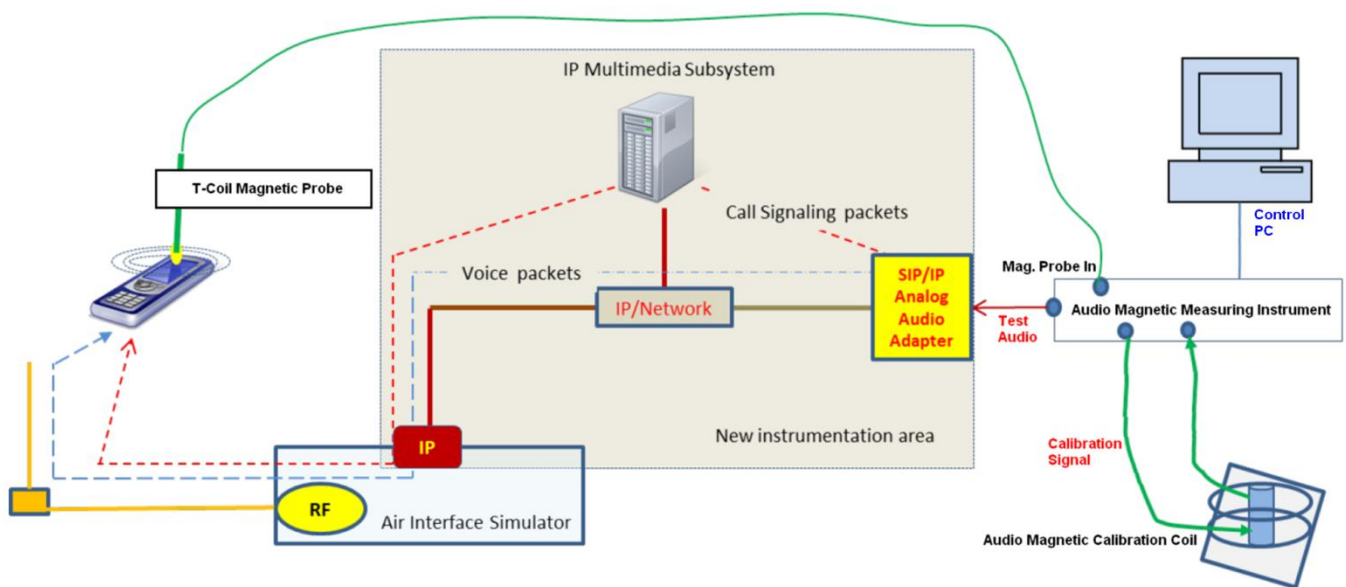 IP Multimedia Subsystem
T-Coil Magnetic Probe
Call Signaling packets
Control
PC
Voice packets
Mag. Probe In
SIP/IP
Analog
Audio
Adapter
IP/Network
Test
Audio
Audio Magnetic Measuring Instrument
IP
New instrumentation area
Calibration
Signal
RF
Air Interface Simulator
Audio Magnetic Calibration Coil